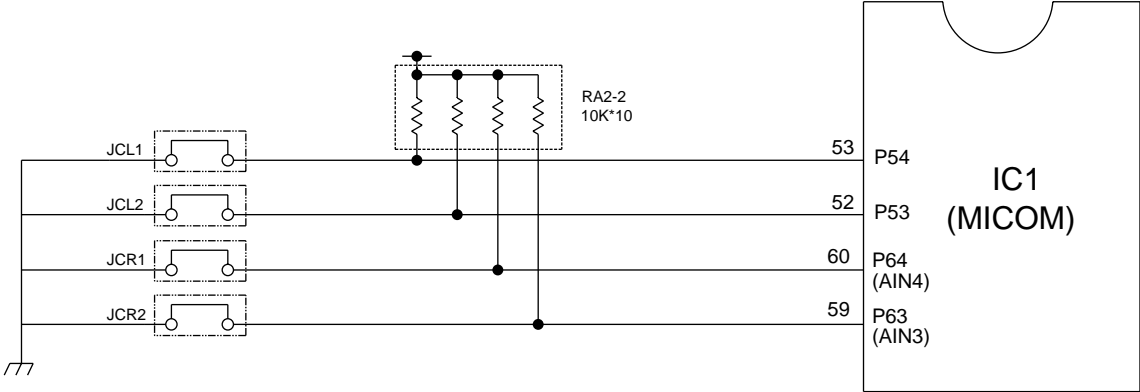 RA2-2
10K*10
JCL1
53
P54
IC1
(MICOM)
JCL2
52
P53
JCR1
60
P64
(AIN4)
JCR2
59
P63
(AIN3)